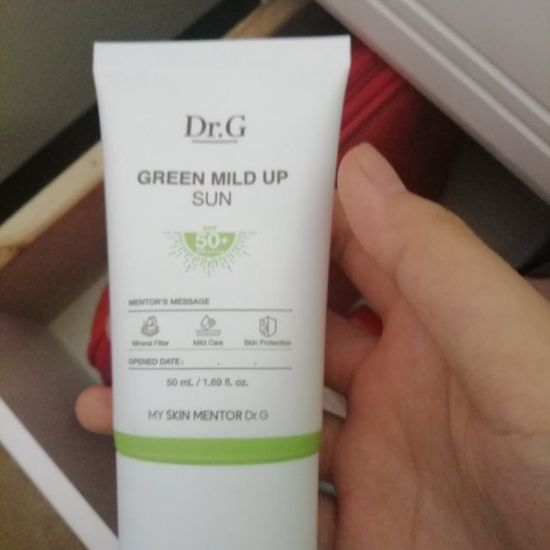 Dr.G
GREEN MILD UP
SUN
SPF
50+
MENTOR'S MESSAGE
Mineral Filter
Mild Care
Skin Protection
OPENED DATE : . .
50 mL / 1.69 fl. oz.
MY SKIN MENTOR Dr.G